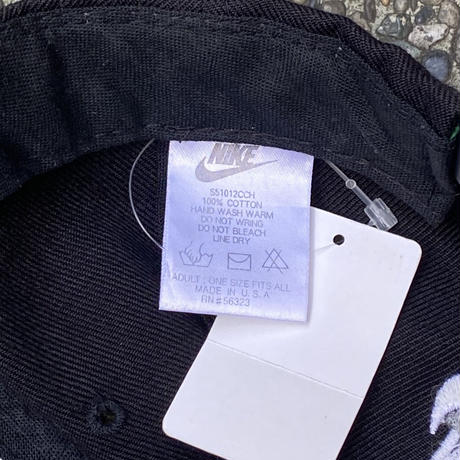 NIKE
S51012CCH
100% COTTON
HAND WASH WARM
DO NOT WRING
DO NOT BLEACH
LINE DRY
ADULT : ONE SIZE FITS ALL
MADE IN U.S.A
RN#56323